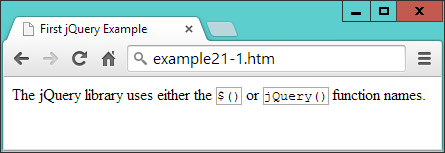 First jQuery Example
example21-1.htm
The jQuery library uses either the $() or jQuery() function names.